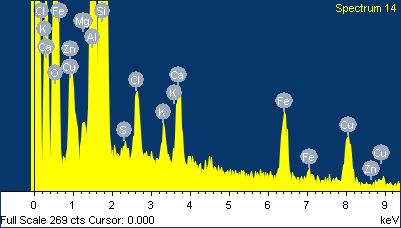 Spectrum 14
Cl Fe Mg Si
K Zn Al
Ca Cu Cl Ca
O K
S K Fe Cu
Fe Zn Cu
0 1 2 3 4 5 6 7 8 9
Full Scale 269 cts Cursor: 0.000 keV